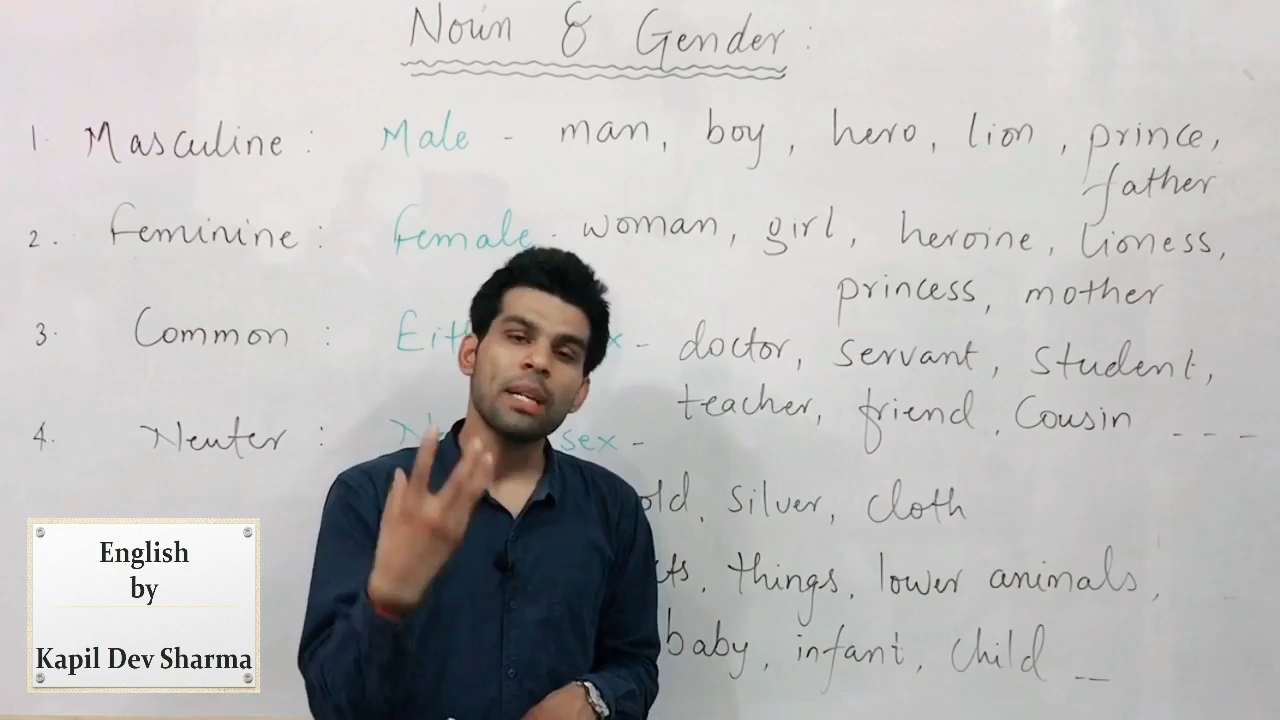 Noun & Gender :
1. Masculine : Male - man, boy, hero, lion, prince,
father
2. Feminine : Female - woman, girl, heroine, lioness,
princess, mother
3. Common : - doctor, servant, student,
teacher, friend, Cousin ---
4. Neuter : sex -
silver, cloth
things, lower animals,
baby, infant, child --
English
by
Kapil Dev Sharma